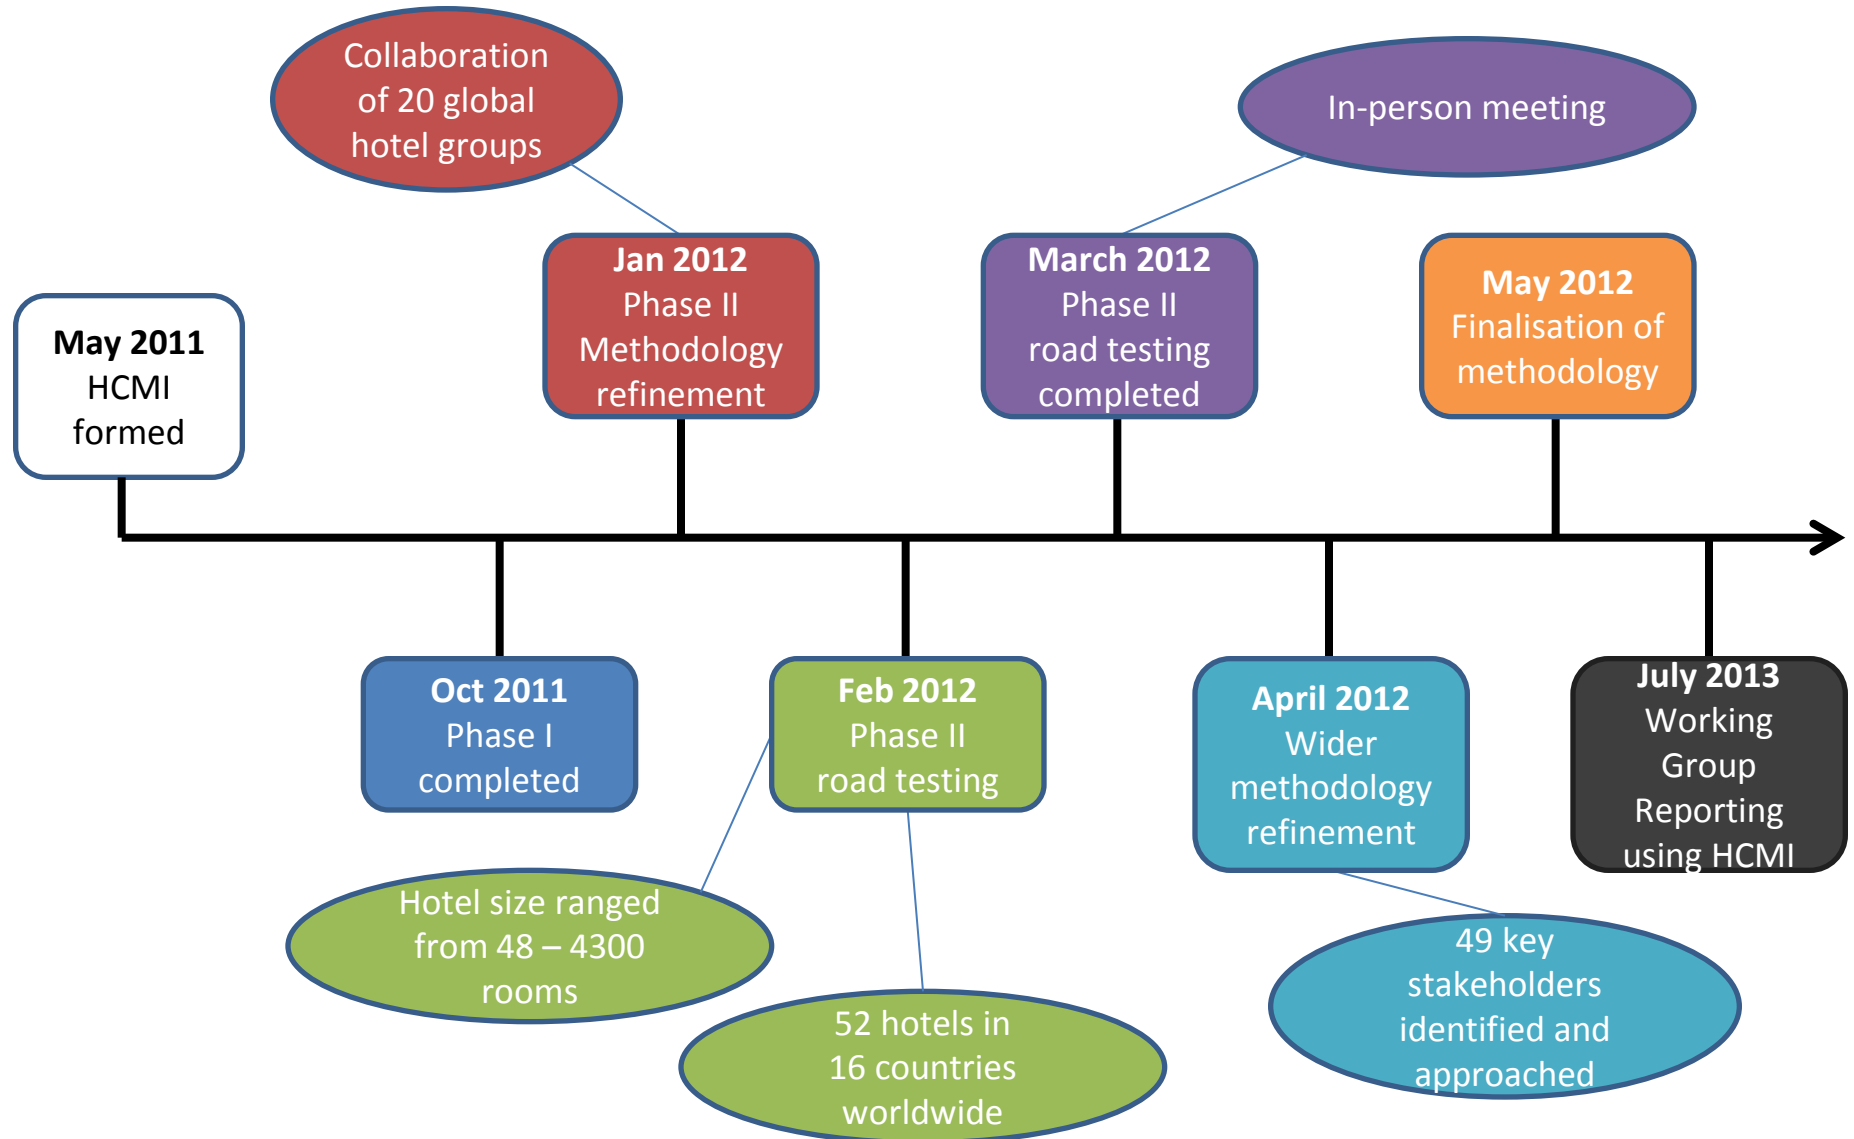 Collaboration
of 20 global
hotel groups
In-person meeting
May 2011
HCMI
formed
Jan 2012
Phase II
Methodology
refinement
March 2012
Phase II
road testing
completed
May 2012
Finalisation of
methodology
Oct 2011
Phase I
completed
Feb 2012
Phase II
road testing
April 2012
Wider
methodology
refinement
July 2013
Working
Group
Reporting
using HCMI
Hotel size ranged
from 48 – 4300
rooms
52 hotels in
16 countries
worldwide
49 key
stakeholders
identified and
approached